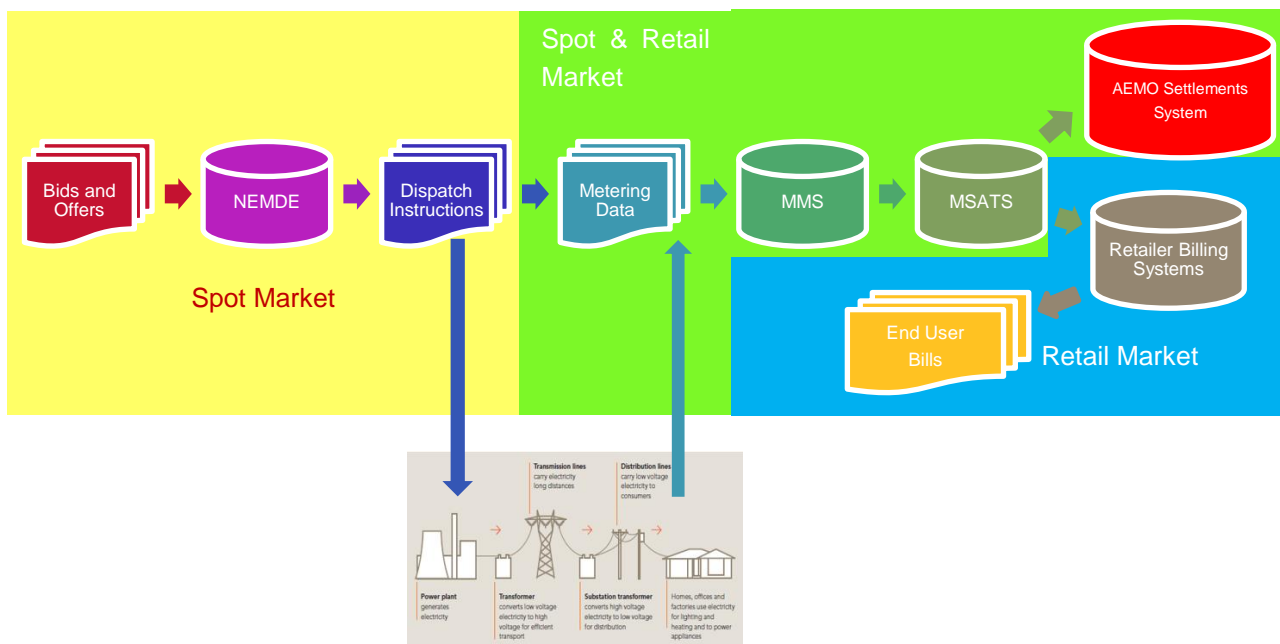 Spot & Retail
Market
AEMO Settlements
System
Bids and
Offers
NEMDE
Dispatch
Instructions
Metering
Data
MMS
MSATS
Retailer Billing
Systems
Spot Market
End User
Bills
Retail Market
Transmission lines
carry electricity
long distances
Distribution lines
carry low voltage
electricity to
consumers
Power plant
generates
electricity
Transformer
converts low voltage
electricity to high
voltage for efficient
transport
Substation transformer
converts high voltage
electricity to low voltage
for distribution
Homes, offices and
factories use electricity
for lighting and
heating and to power
appliances